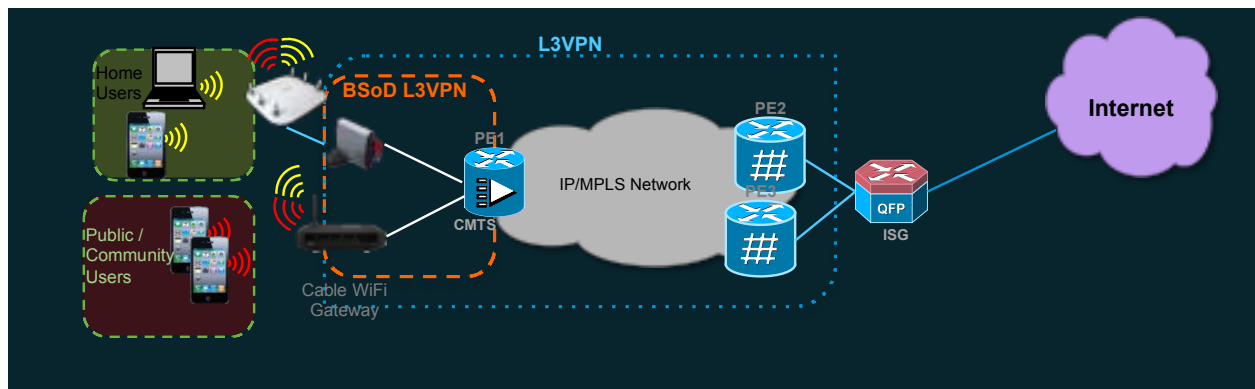 L3VPN
Home
Users
BSoD L3VPN
Internet
PE2
PE1
IP/MPLS Network
PE3
QFP
CMTS
ISG
Public /
Community
Users
Cable WiFi
Gateway